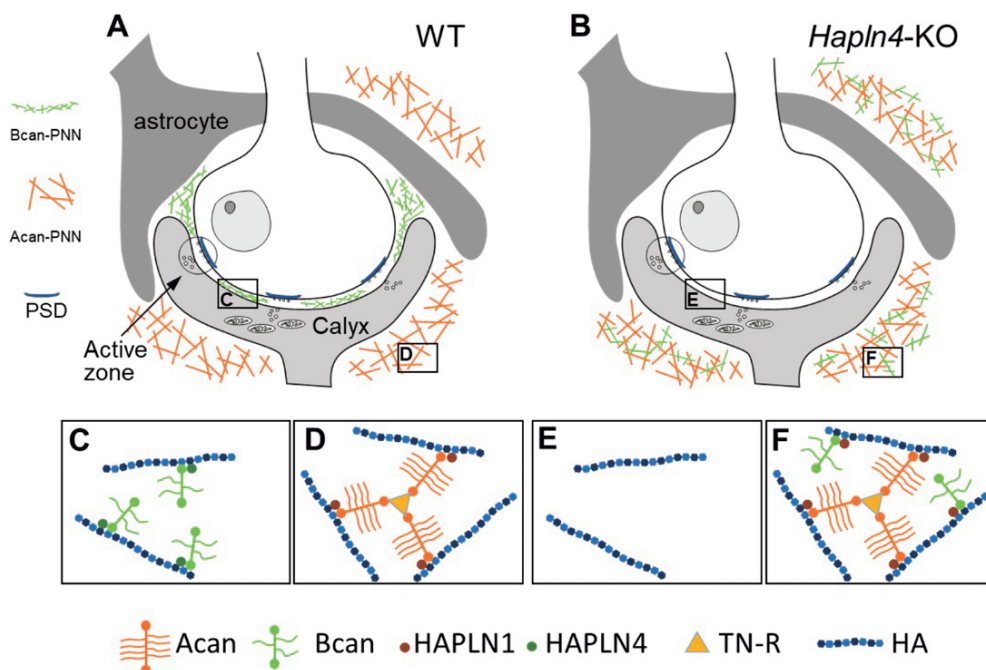 A
WT
B
Hapln4-KO
astrocyte
Bcan-PNN
Acan-PNN
PSD
Active
zone
C
Calyx
D
E
F
C
D
E
F
Acan
Bcan
HAPLN1
HAPLN4
TN-R
HA